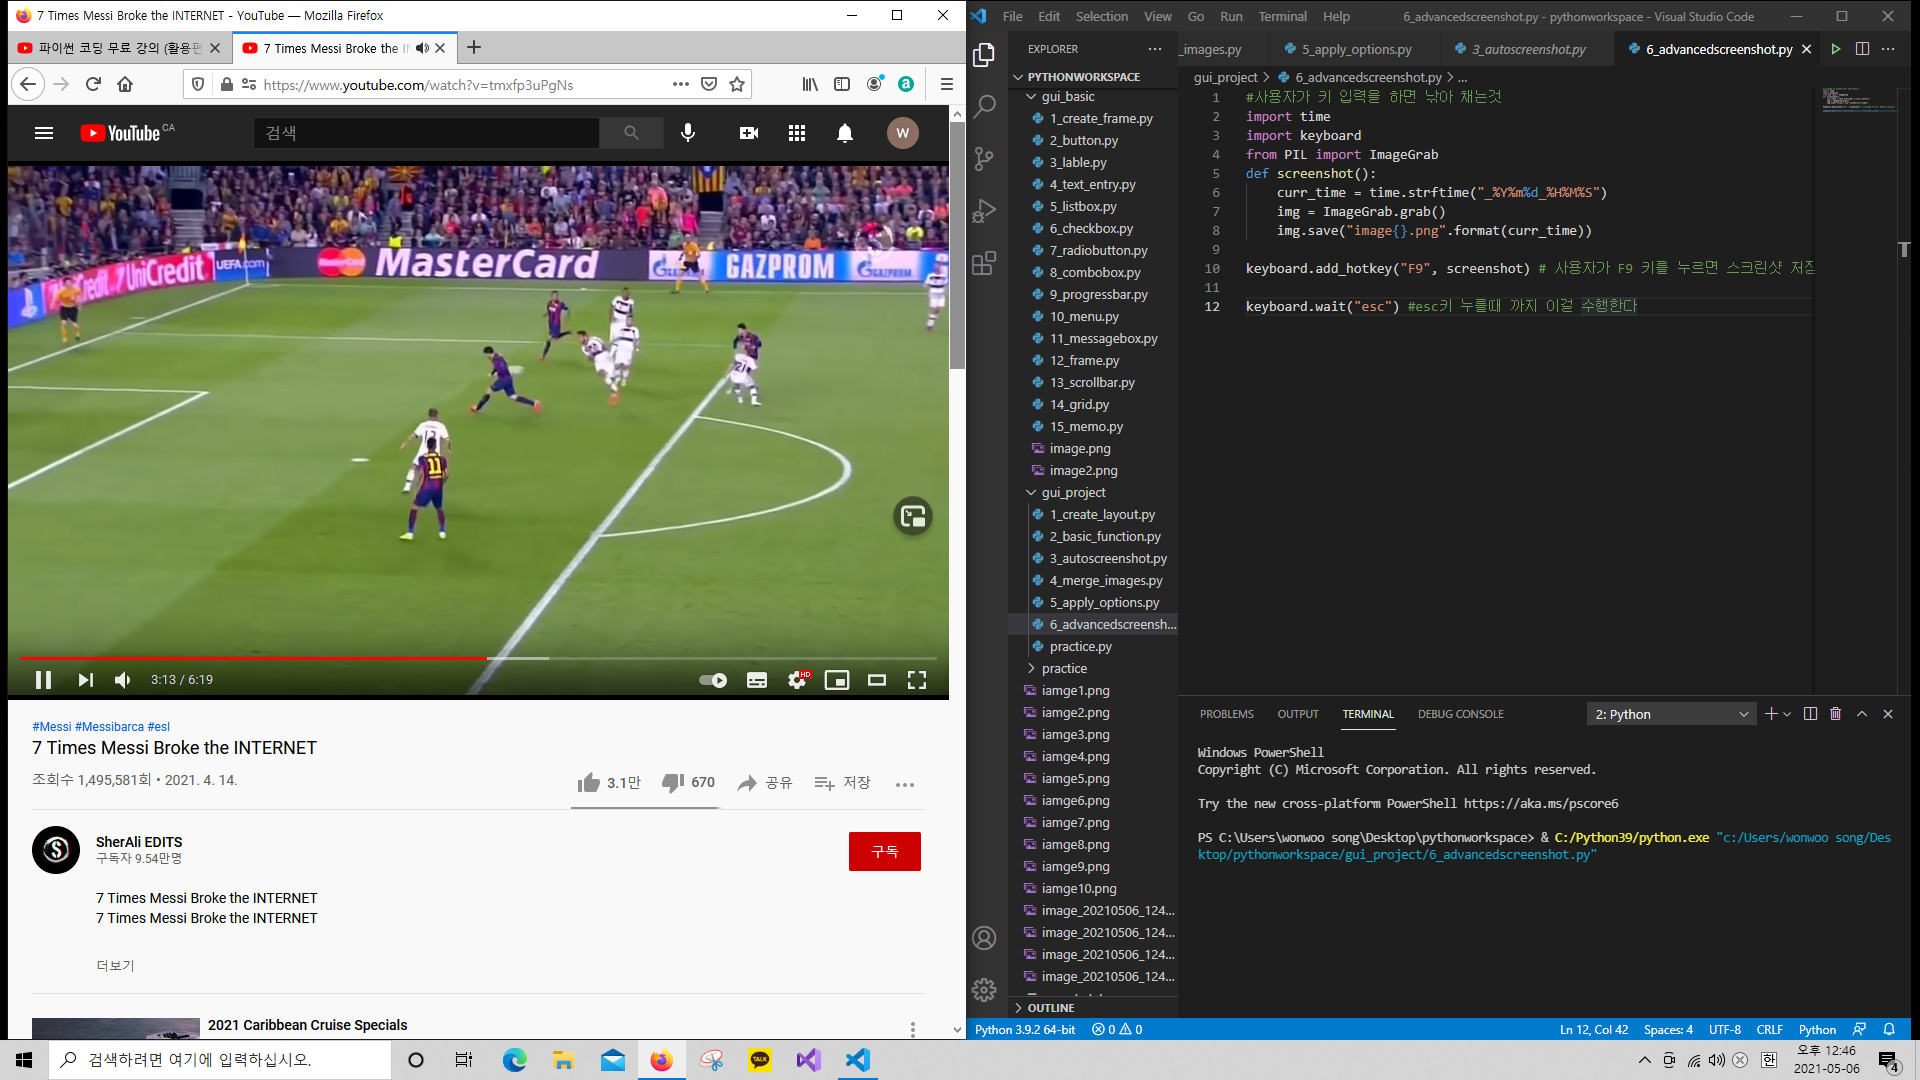 7 Times Messi Broke the INTERNET - YouTube — Mozilla Firefox
파이썬 코딩 무료 강의 (활용편
7 Times Messi Broke the IN
https://www.youtube.com/watch?v=tmxfp3uPgNs
YouTube CA
검색
W
UniCredit
UEFA.com
MasterCard
GAZPROM
11
3:13 / 6:19
HD
#Messi #Messibarca #esl
7 Times Messi Broke the INTERNET
조회수 1,495,581회 • 2021. 4. 14.
3.1만
670
공유
저장
SherAli EDITS
구독자 9.54만명
구독
7 Times Messi Broke the INTERNET
7 Times Messi Broke the INTERNET
더보기
2021 Caribbean Cruise Specials
File Edit Selection View Go Run Terminal Help
6_advancedscreenshot.py - pythonworkspace - Visual Studio Code
EXPLORER
_images.py
5_apply_options.py
3_autoscreenshot.py
6_advancedscreenshot.py
PYTHONWORKSPACE
gui_basic
1_create_frame.py
2_button.py
3_lable.py
4_text_entry.py
5_listbox.py
6_checkbox.py
7_radiobutton.py
8_combobox.py
9_progressbar.py
10_menu.py
11_messagebox.py
12_frame.py
13_scrollbar.py
14_grid.py
15_memo.py
image.png
image2.png
gui_project
1_create_layout.py
2_basic_function.py
3_autoscreenshot.py
4_merge_images.py
5_apply_options.py
6_advancedscreensh...
practice.py
practice
iamge1.png
iamge2.png
iamge3.png
iamge4.png
iamge5.png
iamge6.png
iamge7.png
iamge8.png
iamge9.png
iamge10.png
image_20210506_124...
image_20210506_124...
image_20210506_124...
image_20210506_124...
OUTLINE
gui_project > 6_advancedscreenshot.py > ...
1 #사용자가 키 입력을 하면 낚아 채는것
2 import time
3 import keyboard
4 from PIL import ImageGrab
5 def screenshot():
6 curr_time = time.strftime("_%Y%m%d_%H%M%S")
7 img = ImageGrab.grab()
8 img.save("image{}.png".format(curr_time))
9
10 keyboard.add_hotkey("F9", screenshot) # 사용자가 F9 키를 누르면 스크린샷 저장
11
12 keyboard.wait("esc") #esc키 누를때 까지 이걸 수행한다
PROBLEMS OUTPUT TERMINAL DEBUG CONSOLE
2: Python
Windows PowerShell
Copyright (C) Microsoft Corporation. All rights reserved.
Try the new cross-platform PowerShell https://aka.ms/pscore6
PS C:\Users\wonwoo song\Desktop\pythonworkspace> & C:/Python39/python.exe "c:/Users/wonwoo song/Des
ktop/pythonworkspace/gui_project/6_advancedscreenshot.py"
Python 3.9.2 64-bit
0
0
Ln 12, Col 42
Spaces: 4
UTF-8
CRLF
Python
검색하려면 여기에 입력하십시오.
TALK
한
오후 12:46
2021-05-06
4